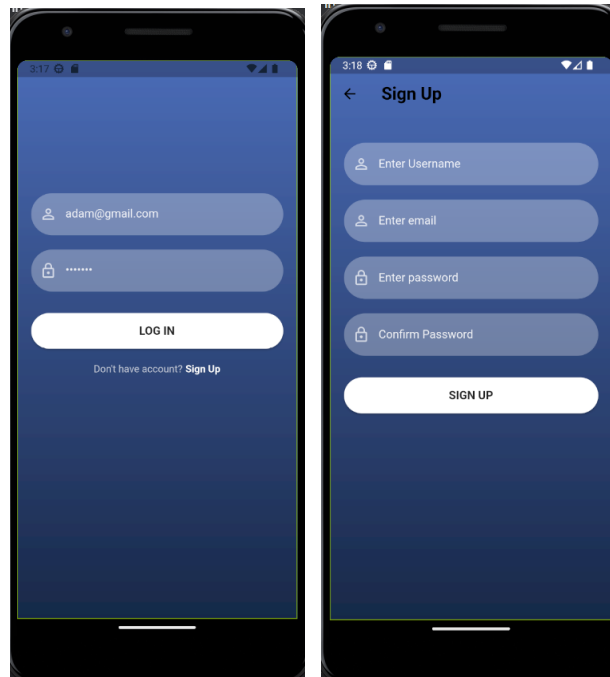 3:17
adam@gmail.com
•••••••
LOG IN
Don't have account? Sign Up
3:18
Sign Up
Enter Username
Enter email
Enter password
Confirm Password
SIGN UP